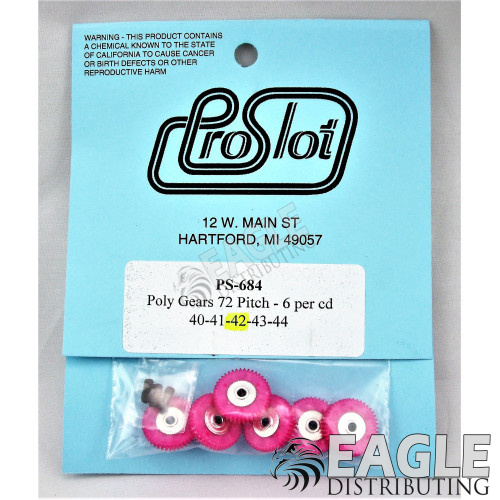 WARNING - THIS PRODUCT CONTAINS
A CHEMICAL KNOWN TO THE STATE
OF CALIFORNIA TO CAUSE CANCER
OR BIRTH DEFECTS OR OTHER
REPRODUCTIVE HARM
ProSlot
12 W. MAIN ST
HARTFORD, MI 49057
EAGLE
DISTRIBUTING
PS-684
Poly Gears 72 Pitch - 6 per cd
40-41-42-43-44
EAGLE
DISTRIBUTING